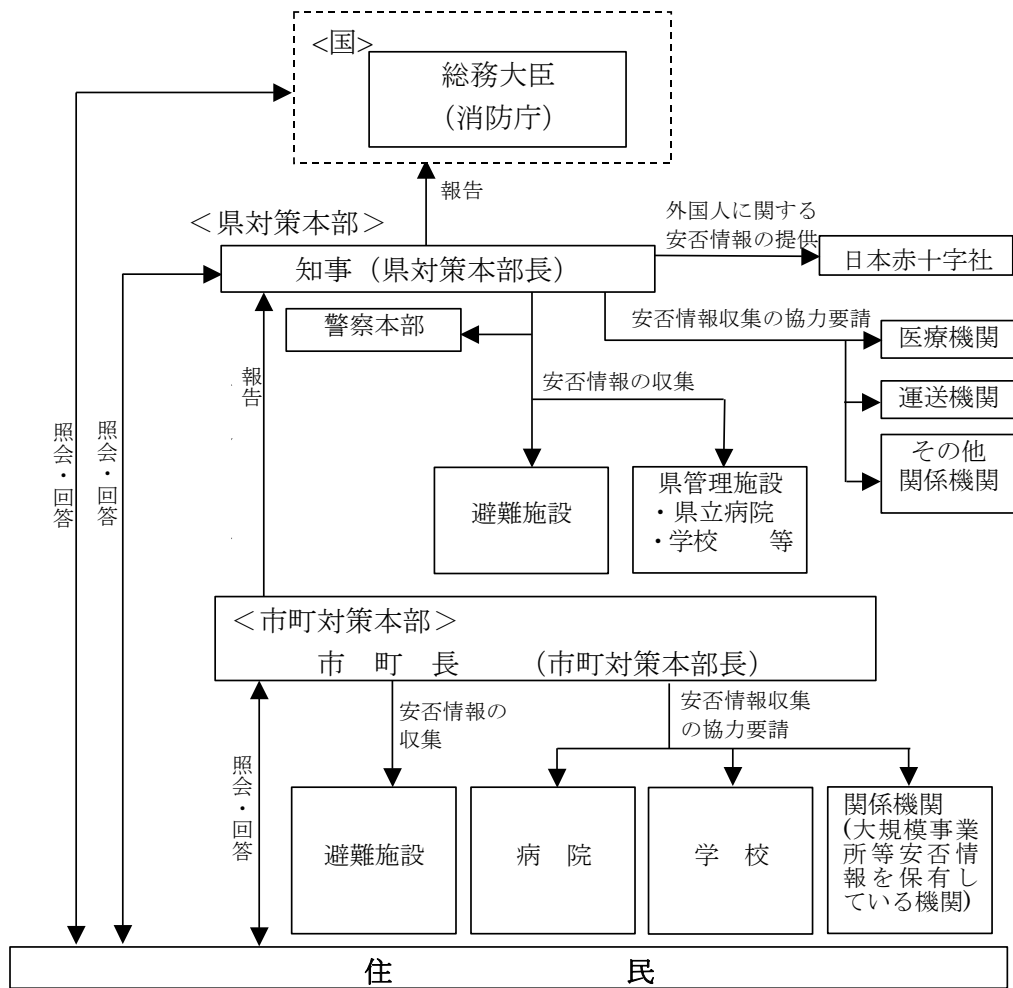 <国>
総務大臣
（消防庁）
報告
＜県対策本部＞
外国人に関する
安否情報の提供
知事（県対策本部長）
日本赤十字社
警察本部
安否情報収集の協力要請
医療機関
報告
安否情報の収集
運送機関
その他
関係機関
照会・回答
照会・回答
避難施設
県管理施設
・県立病院
・学校　　等
＜市町対策本部＞
市　町　長　　（市町対策本部長）
安否情報の
収集
安否情報収集
の協力要請
照会・回答
避難施設
病　院
学　校
関係機関
(大規模事業
所等安否情
報を保有し
ている機関)
住　　　　　　民